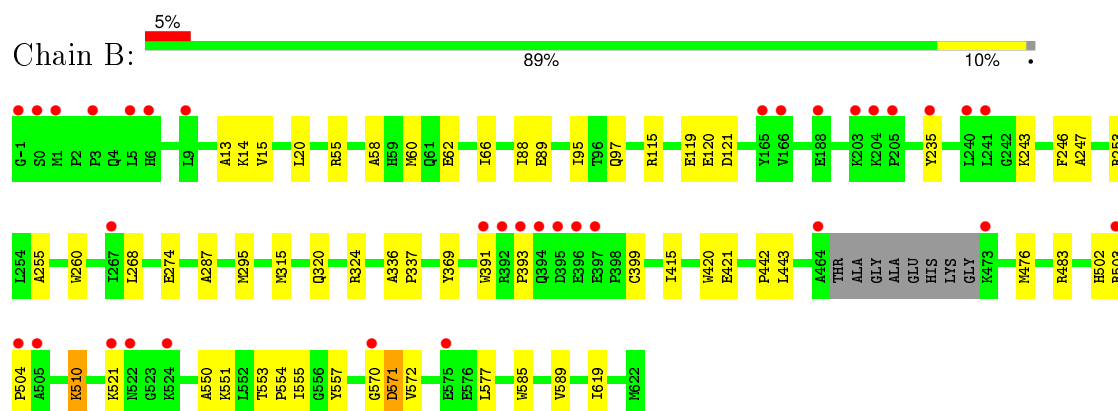 5%
Chain B:
89% 10% •
G-1 S0 M1 P2 P3 Q4 L5 H6 L9 A13 K14 V15 L20 R55 A58 H59 M60 Q61 E62 I66 I88 E89 I95 T96 Q97 R115 E119 E120 D121 Y165 V166 E188 K203 K204 P205 Y235 L240 L241 G242 K243 F246 A247
L254 A255 W260 I267 L268 E274 A287 M295 M315 Q320 R324 A336 P337 Y369 W391 R392 P393 Q394 D395 E396 E397 P398 C399 I415 W420 E421 P442 L443 A464 THR ALA GLY ALA GLU HIS LYS GLY K473 M476 R483 H502
P504 A505 K510 K521 N522 G523 K524 A550 K551 L552 T553 P554 I555 G556 Y557 G570 D571 V572 E575 E576 L577 W585 V589 I619 M622